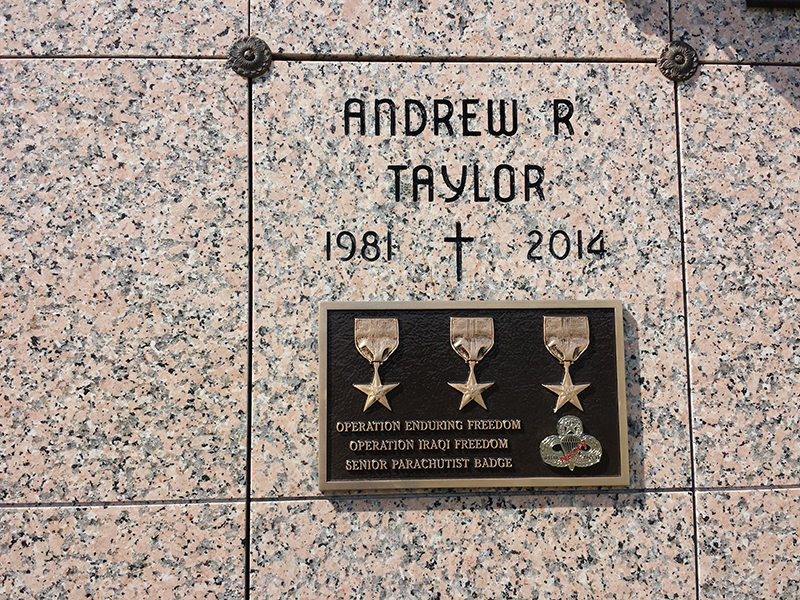 ANDREW R.
TAYLOR
1981 2014
OPERATION ENDURING FREEDOM
OPERATION IRAQI FREEDOM
SENIOR PARACHUTIST BADGE